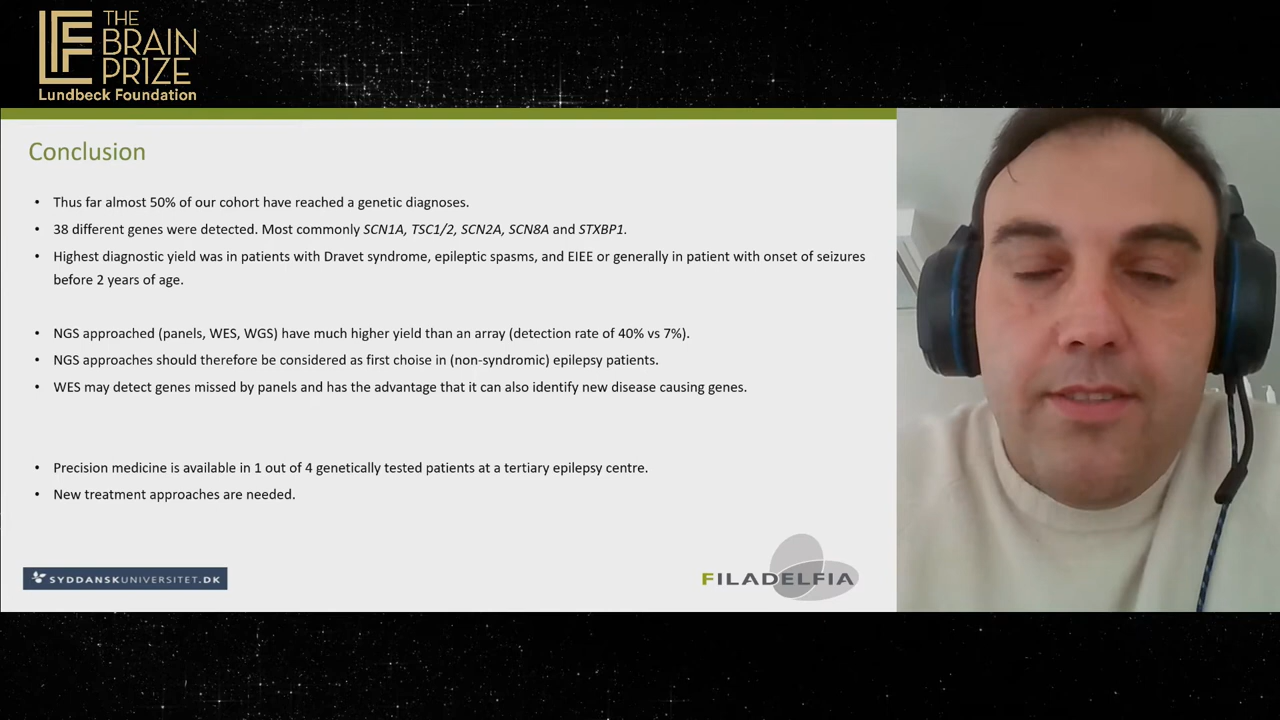 THE
BRAIN
PRIZE
Lundbeck Foundation
Conclusion
• Thus far almost 50% of our cohort have reached a genetic diagnoses.
• 38 different genes were detected. Most commonly SCN1A, TSC1/2, SCN2A, SCN8A and STXBP1.
• Highest diagnostic yield was in patients with Dravet syndrome, epileptic spasms, and EIEE or generally in patient with onset of seizures
before 2 years of age.
• NGS approached (panels, WES, WGS) have much higher yield than an array (detection rate of 40% vs 7%).
• NGS approaches should therefore be considered as first choise in (non-syndromic) epilepsy patients.
• WES may detect genes missed by panels and has the advantage that it can also identify new disease causing genes.
• Precision medicine is available in 1 out of 4 genetically tested patients at a tertiary epilepsy centre.
• New treatment approaches are needed.
SYDDANSKUNIVERSITET.DK
FILADELFIA